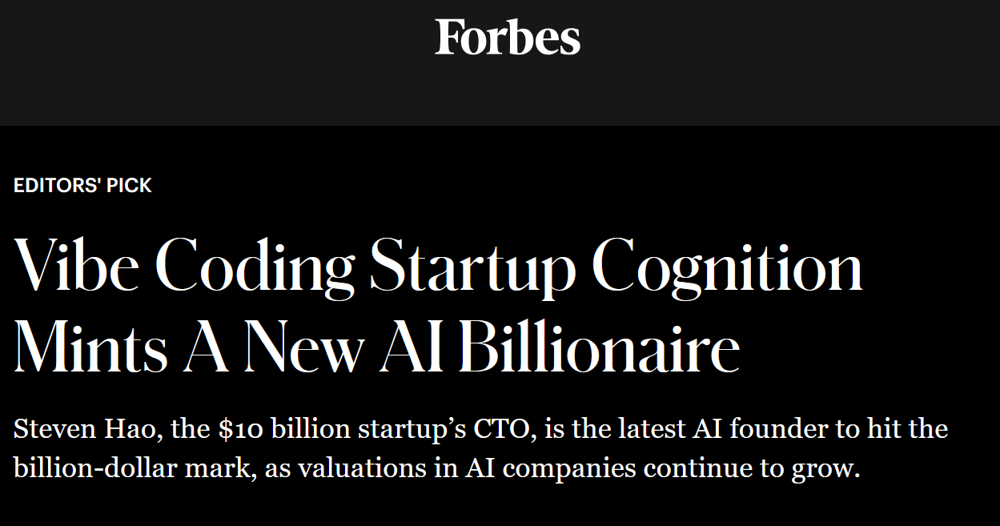 Forbes
EDITORS' PICK
Vibe Coding Startup Cognition
Mints A New AI Billionaire
Steven Hao, the $10 billion startup’s CTO, is the latest AI founder to hit the
billion-dollar mark, as valuations in AI companies continue to grow.